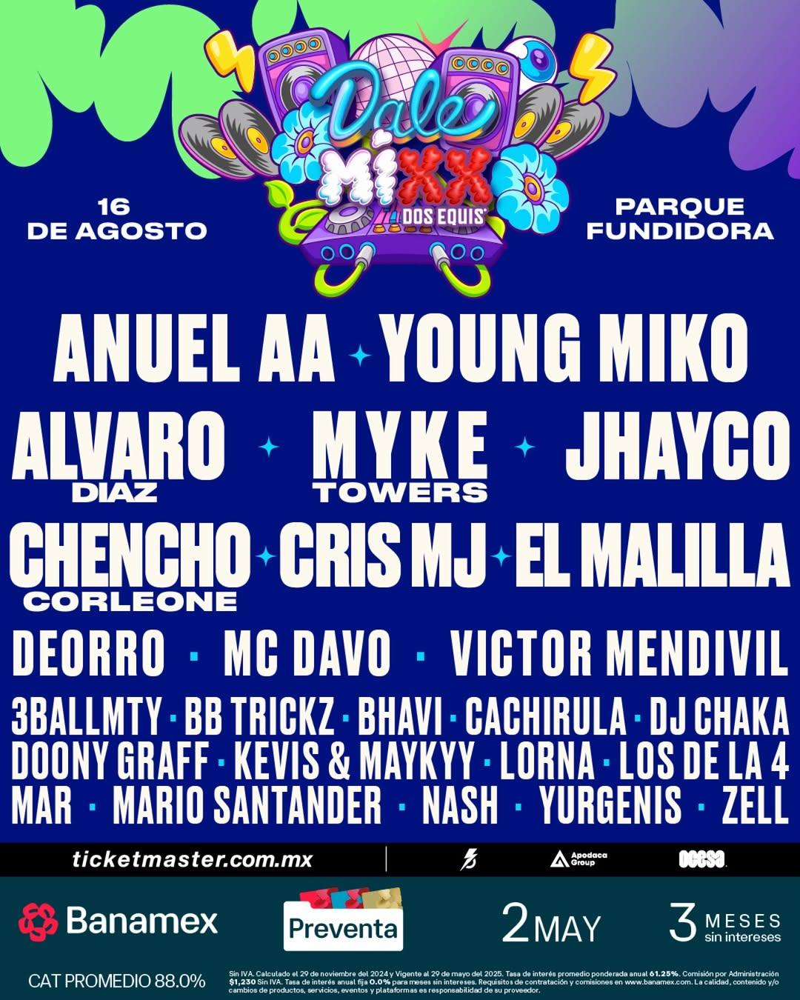 Dale
MíXX
DOS EQUIS
16
DE AGOSTO
PARQUE
FUNDIDORA
ANUEL AA YOUNG MIKO
ALVARO DIAZ MYKE TOWERS JHAYCO
CHENCHO CORLEONE CRIS MJ EL MALILLA
DEORRO · MC DAVO · VICTOR MENDIVIL
3BALLMTY · BB TRICKZ · BHAVI · CACHIRULA · DJ CHAKA
DOONY GRAFF · KEVIS & MAYKYY · LORNA · LOS DE LA 4
MAR · MARIO SANTANDER · NASH · YURGENIS · ZELL
ticketmaster.com.mx
Apodaca
Group
ocesa
Banamex
Preventa
2 MAY
3 MESES
sin intereses
CAT PROMEDIO 88.0%
Sin IVA. Calculado el 29 de noviembre del 2024 y Vigente al 29 de mayo del 2025. Tasa de interés promedio ponderada anual 61.25%. Comisión por Administración
$1,230 Sin IVA. Tasa de interés anual fija 0.0% para meses sin intereses. Requisitos de contratación y comisiones en www.banamex.com. La calidad, contenido y/o
cambios de productos, servicios, eventos y plataformas es responsabilidad de su proveedor.